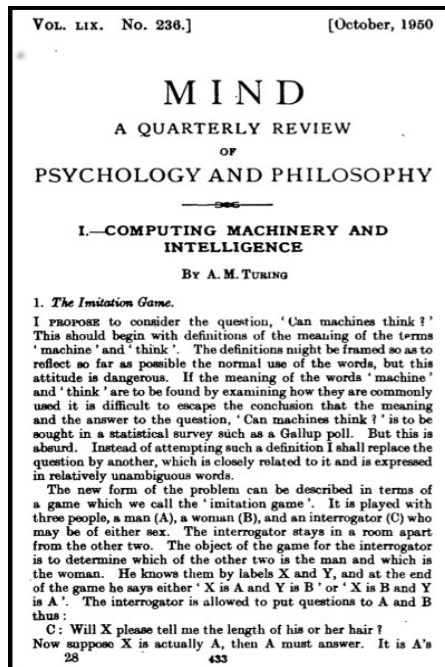 VOL. LIX. No. 236.] [October, 1950
MIND
A QUARTERLY REVIEW
OF
PSYCHOLOGY AND PHILOSOPHY
I.—COMPUTING MACHINERY AND
INTELLIGENCE
BY A. M. TURING
1. The Imitation Game.
I PROPOSE to consider the question, ' Can machines think ? '
This should begin with definitions of the meaning of the terms
' machine ' and ' think '. The definitions might be framed so as to
reflect so far as possible the normal use of the words, but this
attitude is dangerous. If the meaning of the words ' machine '
and ' think ' are to be found by examining how they are commonly
used it is difficult to escape the conclusion that the meaning
and the answer to the question, ' Can machines think ? ' is to be
sought in a statistical survey such as a Gallup poll. But this is
absurd. Instead of attempting such a definition I shall replace the
question by another, which is closely related to it and is expressed
in relatively unambiguous words.
The new form of the problem can be described in terms of
a game which we call the ' imitation game '. It is played with
three people, a man (A), a woman (B), and an interrogator (C) who
may be of either sex. The interrogator stays in a room apart
from the other two. The object of the game for the interrogator
is to determine which of the other two is the man and which is
the woman. He knows them by labels X and Y, and at the end
of the game he says either ' X is A and Y is B ' or ' X is B and Y
is A '. The interrogator is allowed to put questions to A and B
thus :
C : Will X please tell me the length of his or her hair ?
Now suppose X is actually A, then A must answer. It is A's
28 433